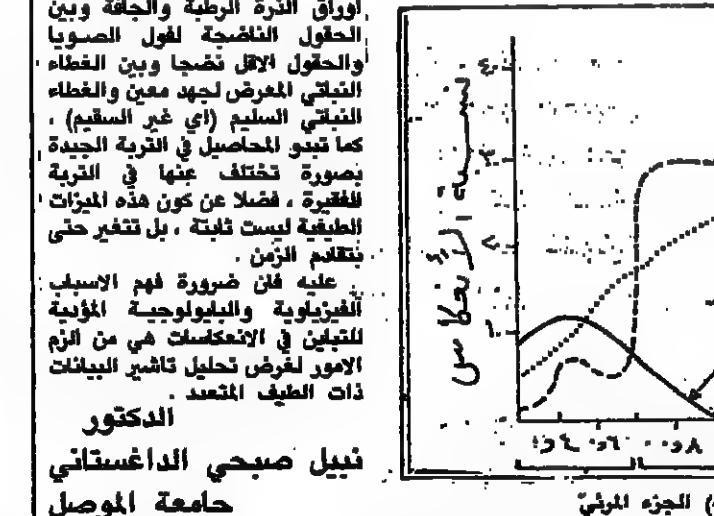 اوراق الذرة الرطبة والجافة وبين
الحقول الناضجة لفول الصويا
والحقول الاقل نضجا وبين الغطاء
النباتي المعرض لجهد معين والغطاء
النباتي السليم (اي غير السقيم) .
كما تبدو المحاصيل في التربة الجيدة
بصورة تختلف عنها في التربة
الفقيرة ، فضلا عن كون هذه الميزات
الطيفية ليست ثابتة ، بل تتغير حتى
بتقادم الزمن .
عليه فان ضرورة فهم الاسباب
الفيزياوية والبايولوجية المؤدية
للتباين في الانعكاسات هي من الزم
الامور لغرض تحليل تاشير البيانات
ذات الطيف المتعدد .
الدكتور
نبيل صبحي الداغستاني
جامعة الموصل
نسبة الأنعكاس
) الجزء المرئي